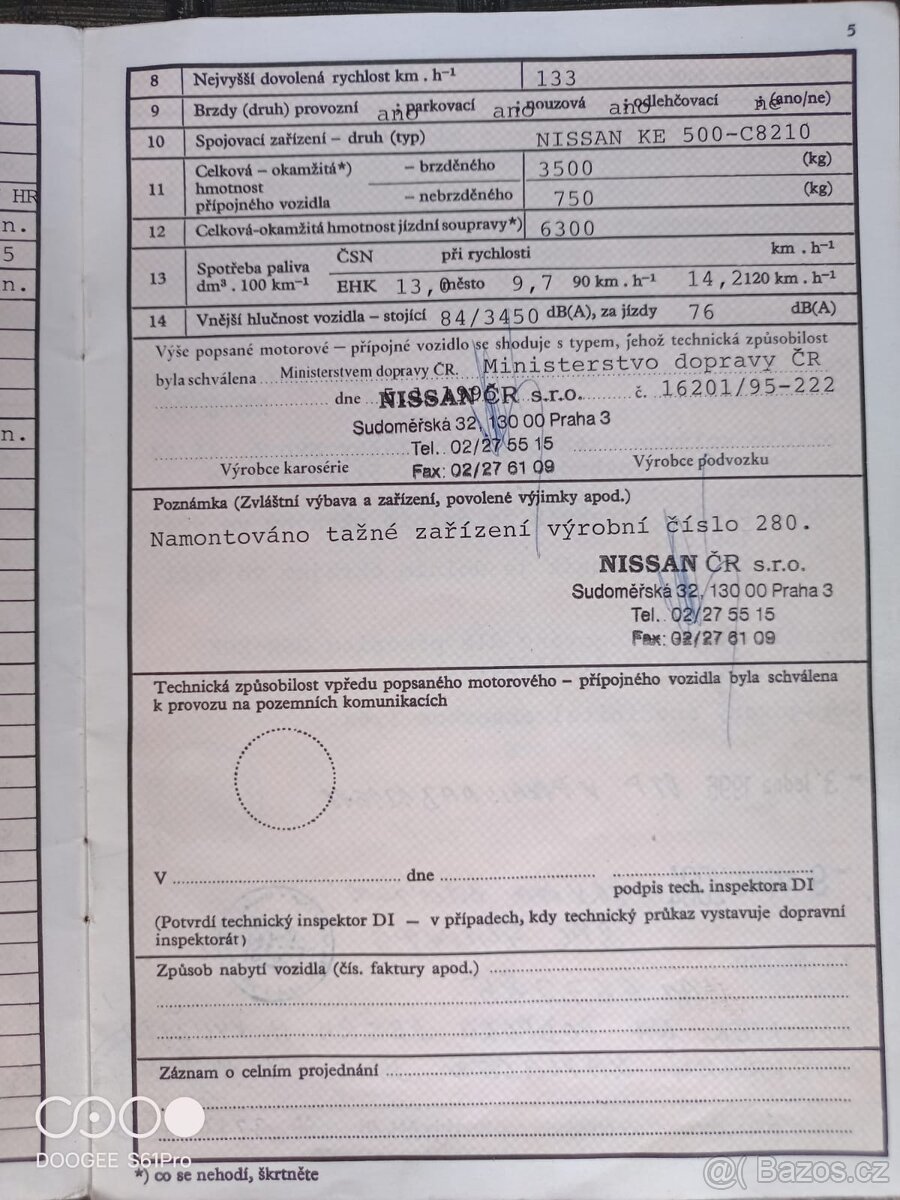 5
HR
n.
5
n.
n.
8 Nejvyšší dovolená rychlost km . h⁻¹ 133
9 Brzdy (druh) provozní ano , parkovací ano , nouzová ano , odlehčovací ne , (ano/ne)
10 Spojovací zařízení – druh (typ) NISSAN KE 500-C8210
11 Celková – okamžitá*) hmotnost přípojného vozidla – brzděného 3500 (kg)
– nebrzděného 750 (kg)
12 Celková-okamžitá hmotnost jízdní soupravy*) 6300
13 Spotřeba paliva dm³ . 100 km⁻¹ ČSN při rychlosti km . h⁻¹
EHK 13,0 město 9,7 90 km . h⁻¹ 14,2 120 km . h⁻¹
14 Vnější hlučnost vozidla – stojící 84/3450 dB(A), za jízdy 76 dB(A)
Výše popsané motorové – přípojné vozidlo se shoduje s typem, jehož technická způsobilost
byla schválena Ministerstvem dopravy ČR. Ministerstvo dopravy ČR
dne č. 16201/95-222
NISSAN ČR s.r.o.
Sudoměřská 32, 130 00 Praha 3
Tel. 02/27 55 15
Fax: 02/27 61 09
Výrobce karosérie Výrobce podvozku
Poznámka (Zvláštní výbava a zařízení, povolené výjimky apod.)
Namontováno tažné zařízení výrobní číslo 280.
NISSAN ČR s.r.o.
Sudoměřská 32, 130 00 Praha 3
Tel. 02/27 55 15
Fax: 02/27 61 09
Technická způsobilost vpředu popsaného motorového – přípojného vozidla byla schválena
k provozu na pozemních komunikacích
V dne
podpis tech. inspektora DI
(Potvrdí technický inspektor DI – v případech, kdy technický průkaz vystavuje dopravní
inspektorát)
Způsob nabytí vozidla (čís. faktury apod.)
Záznam o celním projednání
*) co se nehodí, škrtněte
DOOGEE S61Pro
@ Bazos.cz